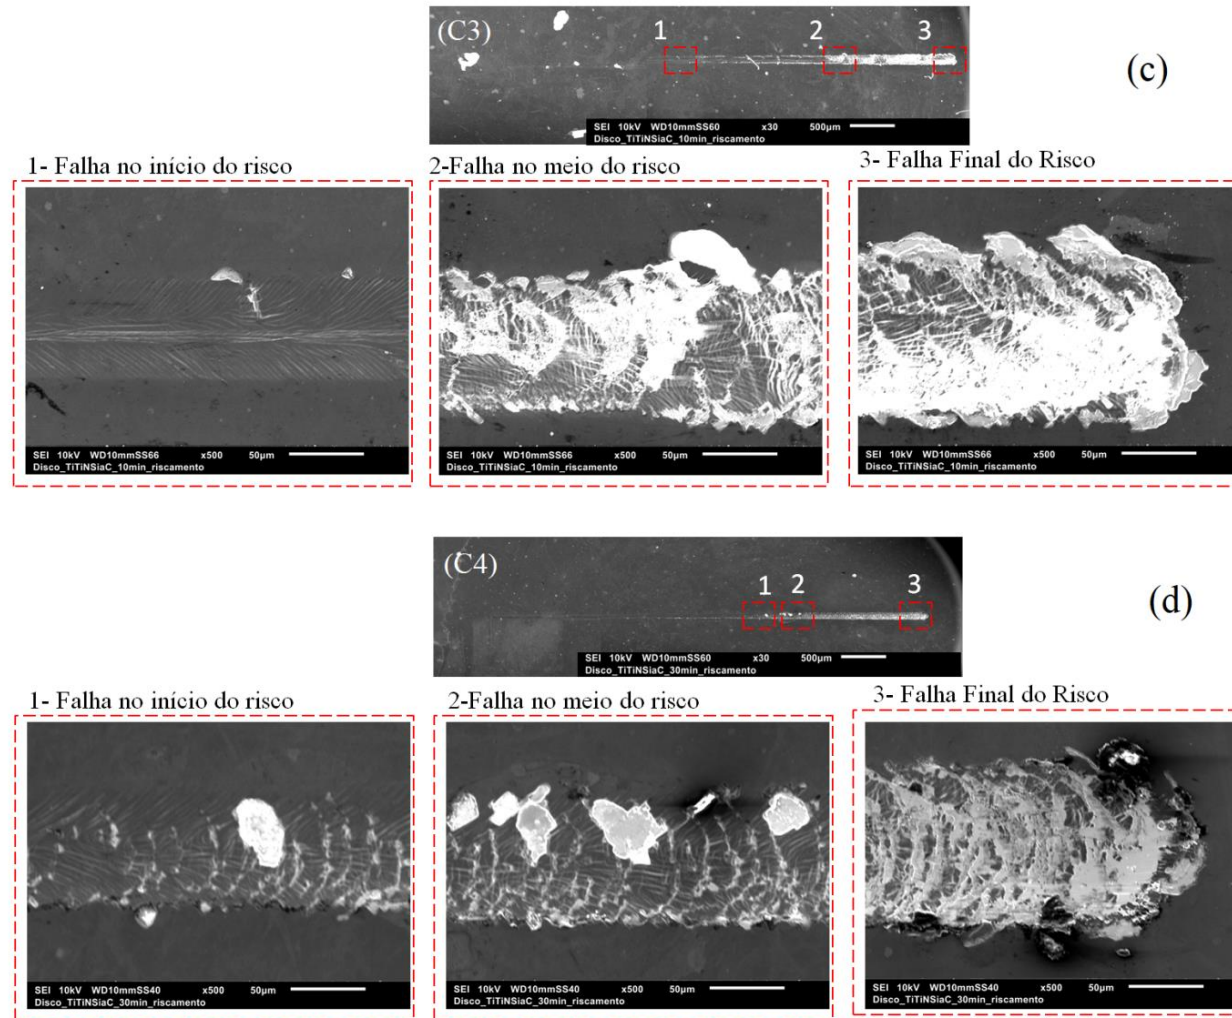 (C3)
1
2
3
(c)
SEI 10kV WD10mmSS60 x30 500µm
Disco_TiTiNSiaC_10min_riscamento
1- Falha no início do risco
2-Falha no meio do risco
3- Falha Final do Risco
SEI 10kV WD10mmSS66 x500 50µm
Disco_TiTiNSiaC_10min_riscamento
SEI 10kV WD10mmSS66 x500 50µm
Disco_TiTiNSiaC_10min_riscamento
SEI 10kV WD10mmSS66 x500 50µm
Disco_TiTiNSiaC_10min_riscamento
(C4)
1
2
3
(d)
SEI 10kV WD10mmSS60 x30 500µm
Disco_TiTiNSiaC_30min_riscamento
1- Falha no início do risco
2-Falha no meio do risco
3- Falha Final do Risco
SEI 10kV WD10mmSS40 x500 50µm
Disco_TiTiNSiaC_30min_riscamento
SEI 10kV WD10mmSS40 x500 50µm
Disco_TiTiNSiaC_30min_riscamento
SEI 10kV WD10mmSS40 x500 50µm
Disco_TiTiNSiaC_30min_riscamento